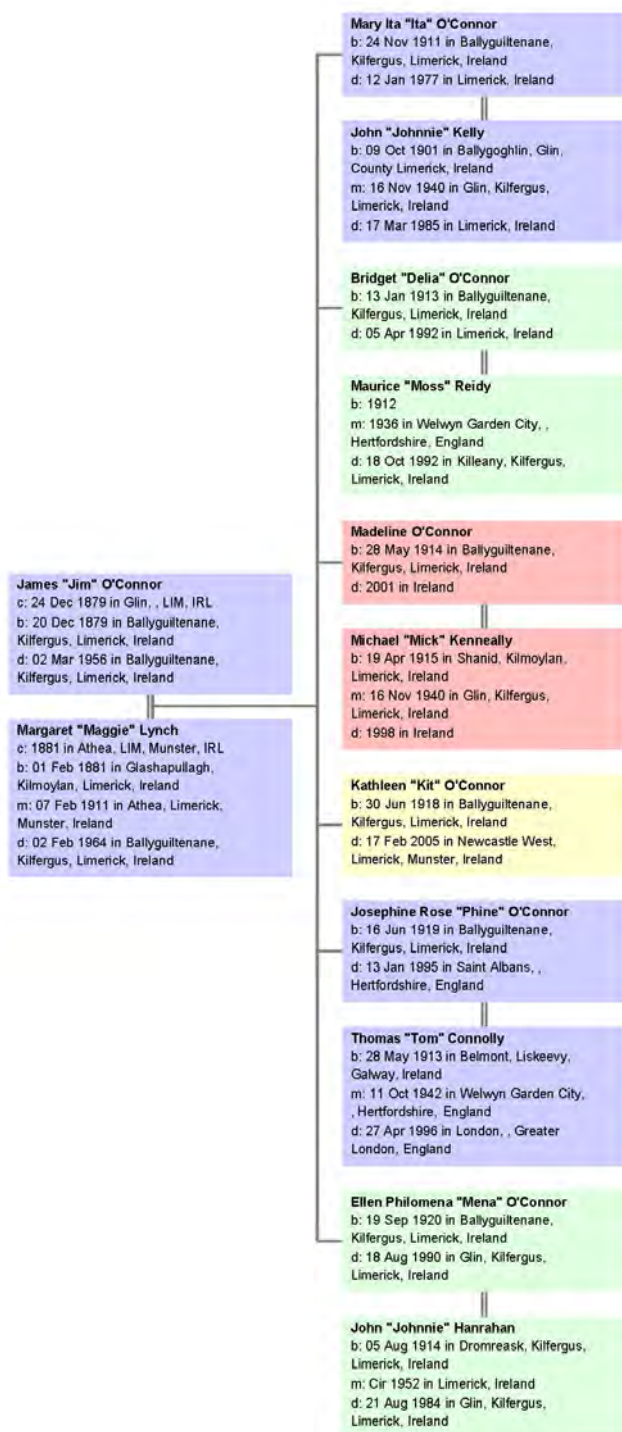 Mary Ita "Ita" O'Connor
b: 24 Nov 1911 in Ballyguiltenane,
Kilfergus, Limerick, Ireland
d: 12 Jan 1977 in Limerick, Ireland
John "Johnnie" Kelly
b: 09 Oct 1901 in Ballygoghlin, Glin,
County Limerick, Ireland
m: 16 Nov 1940 in Glin, Kilfergus,
Limerick, Ireland
d: 17 Mar 1985 in Limerick, Ireland
Bridget "Delia" O'Connor
b: 13 Jan 1913 in Ballyguiltenane,
Kilfergus, Limerick, Ireland
d: 05 Apr 1992 in Limerick, Ireland
Maurice "Moss" Reidy
b: 1912
m: 1936 in Welwyn Garden City, ,
Hertfordshire, England
d: 18 Oct 1992 in Killeany, Kilfergus,
Limerick, Ireland
Madeline O'Connor
b: 28 May 1914 in Ballyguiltenane,
Kilfergus, Limerick, Ireland
d: 2001 in Ireland
Michael "Mick" Kenneally
b: 19 Apr 1915 in Shanid, Kilmoylan,
Limerick, Ireland
m: 16 Nov 1940 in Glin, Kilfergus,
Limerick, Ireland
d: 1998 in Ireland
James "Jim" O'Connor
c: 24 Dec 1879 in Glin, , LIM, IRL
b: 20 Dec 1879 in Ballyguiltenane,
Kilfergus, Limerick, Ireland
d: 02 Mar 1956 in Ballyguiltenane,
Kilfergus, Limerick, Ireland
Margaret "Maggie" Lynch
c: 1881 in Athea, LIM, Munster, IRL
b: 01 Feb 1881 in Glashapullagh,
Kilmoylan, Limerick, Ireland
m: 07 Feb 1911 in Athea, Limerick,
Munster, Ireland
d: 02 Feb 1964 in Ballyguiltenane,
Kilfergus, Limerick, Ireland
Kathleen "Kit" O'Connor
b: 30 Jun 1918 in Ballyguiltenane,
Kilfergus, Limerick, Ireland
d: 17 Feb 2005 in Newcastle West,
Limerick, Munster, Ireland
Josephine Rose "Phine" O'Connor
b: 16 Jun 1919 in Ballyguiltenane,
Kilfergus, Limerick, Ireland
d: 13 Jan 1995 in Saint Albans, ,
Hertfordshire, England
Thomas "Tom" Connolly
b: 28 May 1913 in Belmont, Liskeevy,
Galway, Ireland
m: 11 Oct 1942 in Welwyn Garden City,
, Hertfordshire, England
d: 27 Apr 1996 in London, , Greater
London, England
Ellen Philomena "Mena" O'Connor
b: 19 Sep 1920 in Ballyguiltenane,
Kilfergus, Limerick, Ireland
d: 18 Aug 1990 in Glin, Kilfergus,
Limerick, Ireland
John "Johnnie" Hanrahan
b: 05 Aug 1914 in Dromreask, Kilfergus,
Limerick, Ireland
m: Cir 1952 in Limerick, Ireland
d: 21 Aug 1984 in Glin, Kilfergus,
Limerick, Ireland